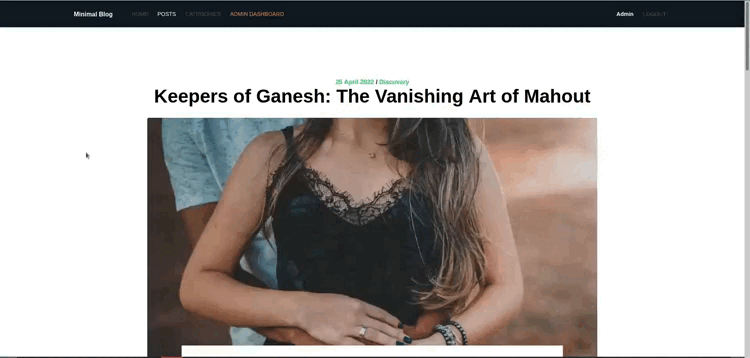 Minimal Blog HOME POSTS CATEGORIES ADMIN DASHBOARD Admin LOGOUT
25 April 2022 / Discovery
Keepers of Ganesh: The Vanishing Art of Mahout